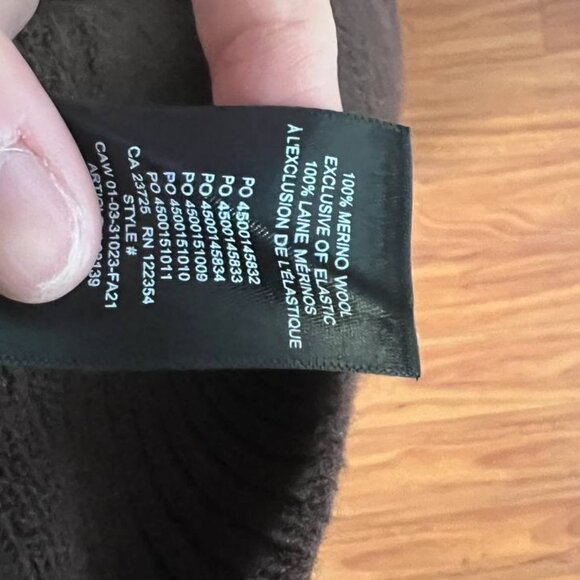 100% MERINO WOOL
EXCLUSIVE OF ELASTIC
100% LAINE MÉRINOS
À L'EXCLUSION DE L'ÉLASTIQUE
PO 4500145832
PO 4500145833
PO 4500145834
PO 4500151009
PO 4500151010
PO 4500151011
CA 23725 RN 122354
STYLE #
CAW 01-03-31023-FA21